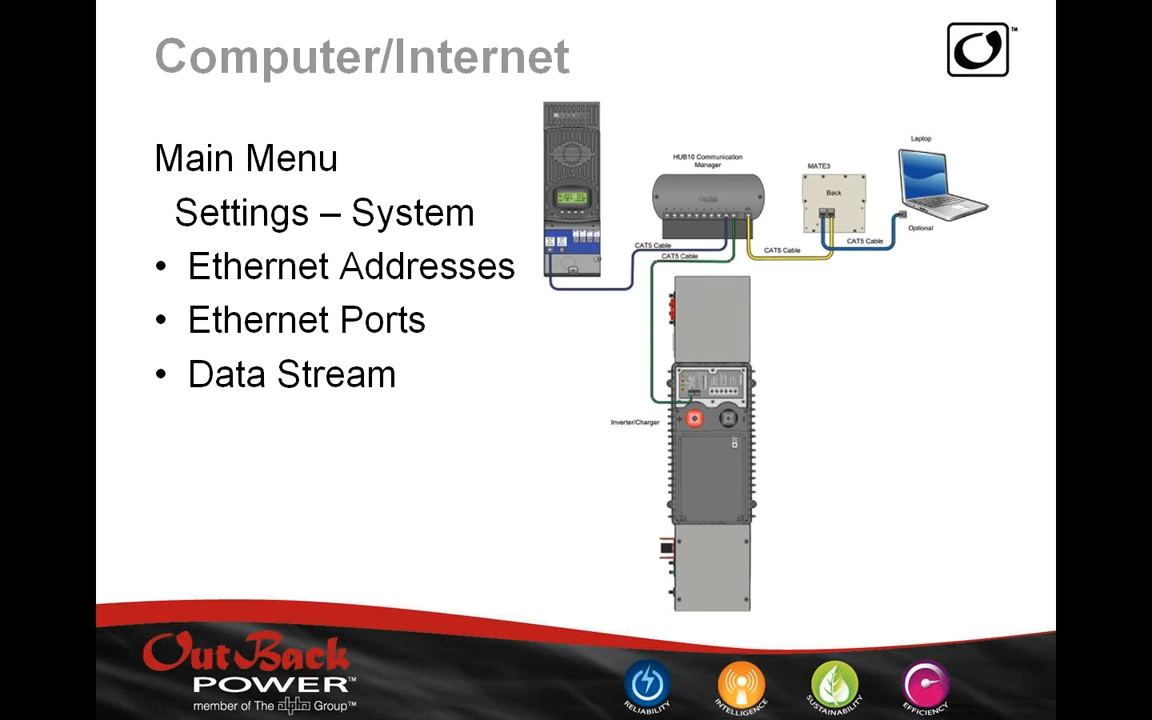 Computer/Internet
™
Main Menu
Settings – System
• Ethernet Addresses
• Ethernet Ports
• Data Stream
HUB10 Communication
Manager
MATE3
Back
Laptop
Optional
CAT5 Cable
CAT5 Cable
CAT5 Cable
CAT5 Cable
Inverter/Charger
OutBack
POWER™
member of The alpha Group™
RELIABILITY
INTELLIGENCE
SUSTAINABILITY
EFFICIENCY